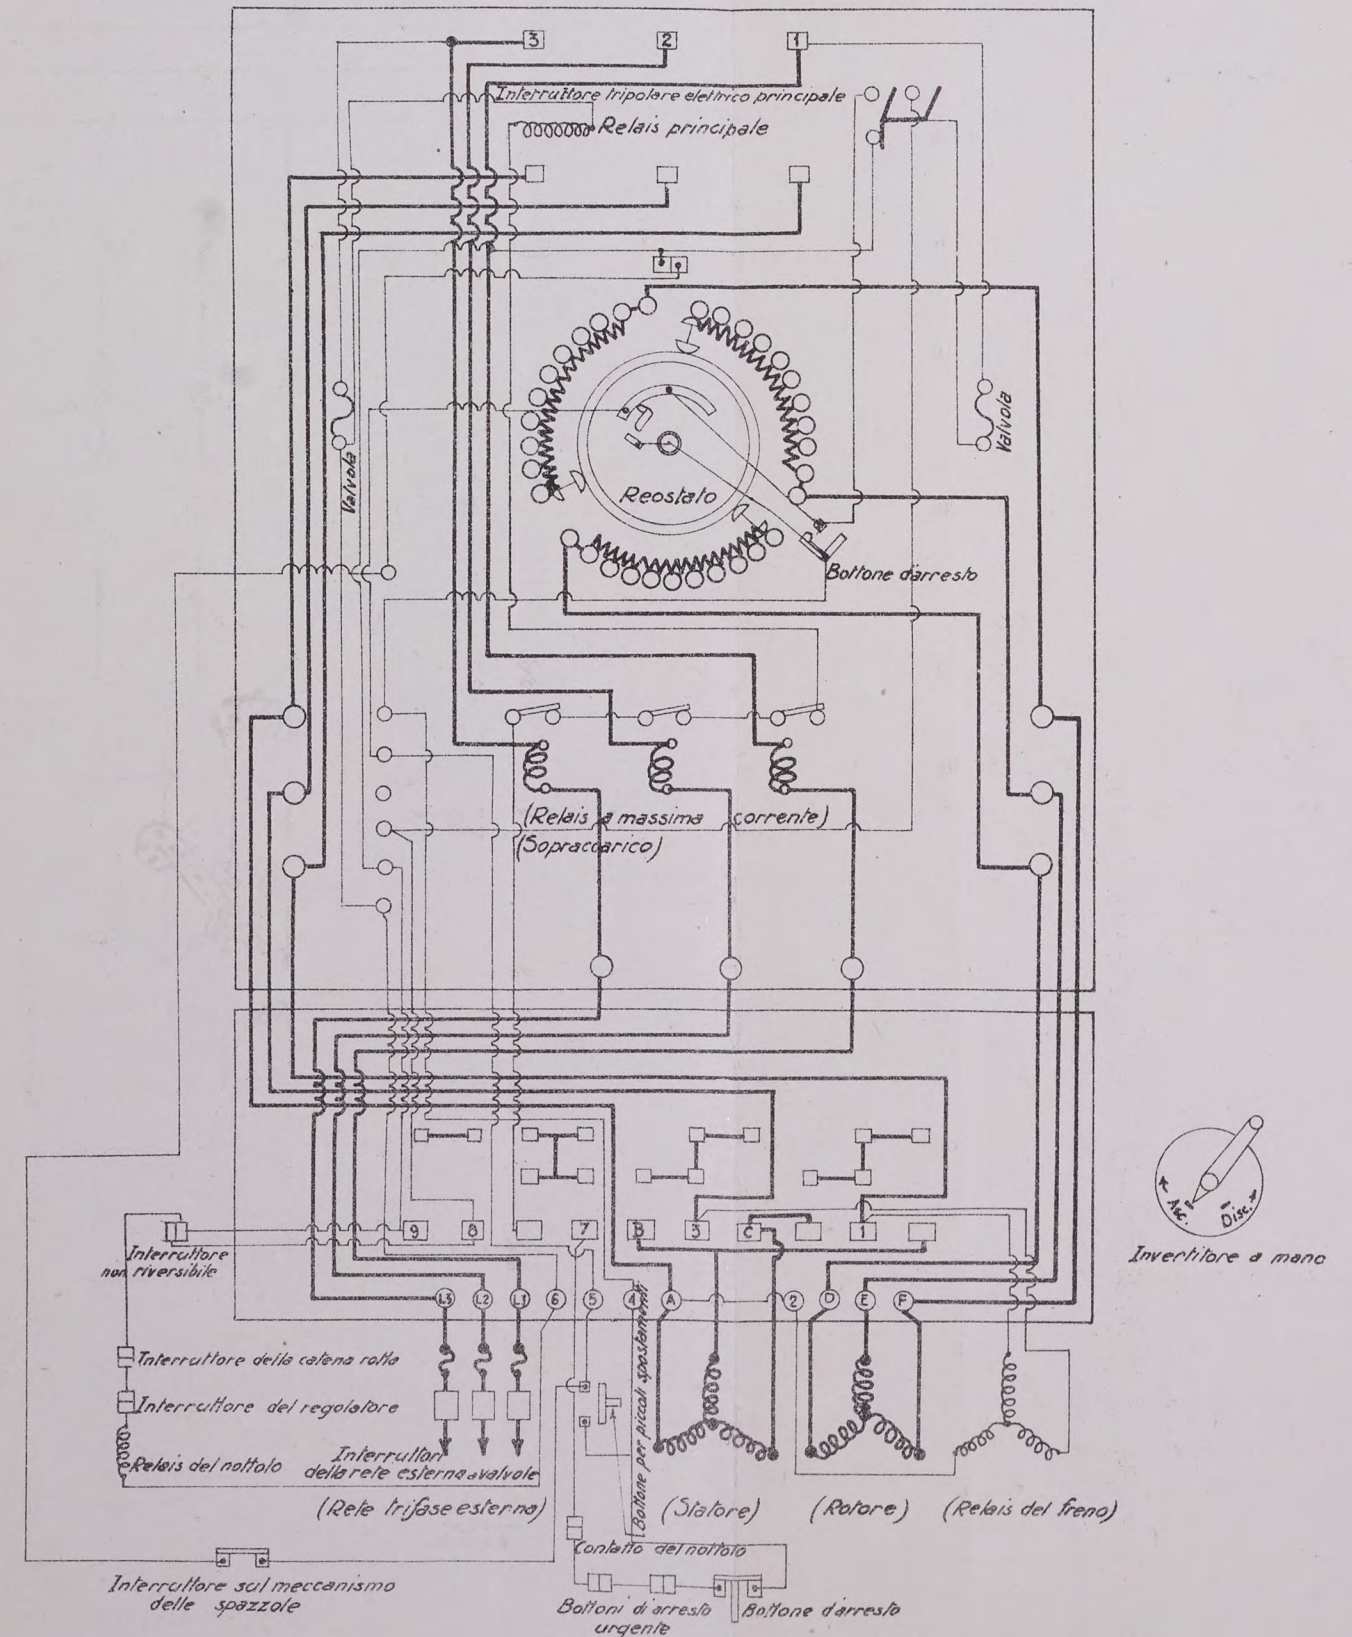 3 2 1
Interruttore tripolare elettrico principale
Relais principale
Valvola
Valvola
Reostato
Bottone d'arresto
(Relais a massima corrente)
(Sopraccarico)
9 8 7 B 3 C 1
Interruttore
non riversibile
L3 L2 L1 6 5 4 A 2 D E F
Asc. Disc.
Invertitore a mano
Interruttore della catena rotta
Interruttore del regolatore
Relais del nottolo
Interruttori
della rete esterna a valvole
(Rete trifase esterna)
Bottone per piccoli spostamenti
(Statore)
(Rotore)
(Relais del freno)
Contatto del nottolo
Interruttore sul meccanismo
delle spazzole
Bottoni di arresto
urgente
Bottone d'arresto